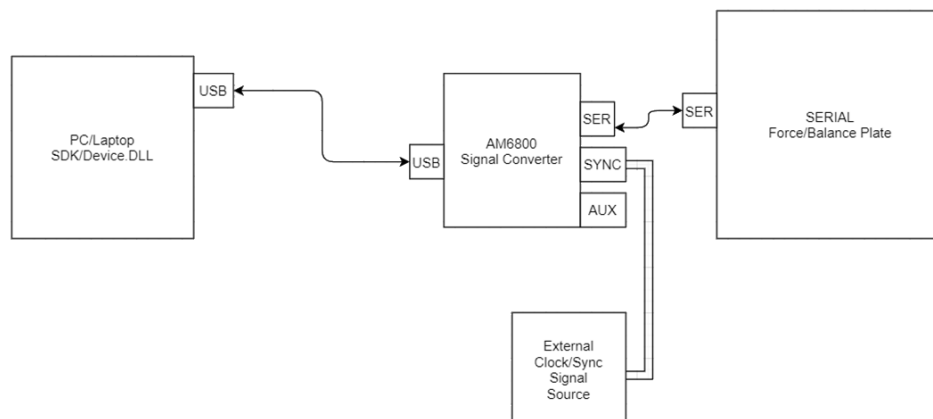 PC/Laptop
SDK/Device.DLL
USB
USB
AM6800
Signal Converter
SER
SYNC
AUX
SER
SERIAL
Force/Balance Plate
External
Clock/Sync
Signal
Source